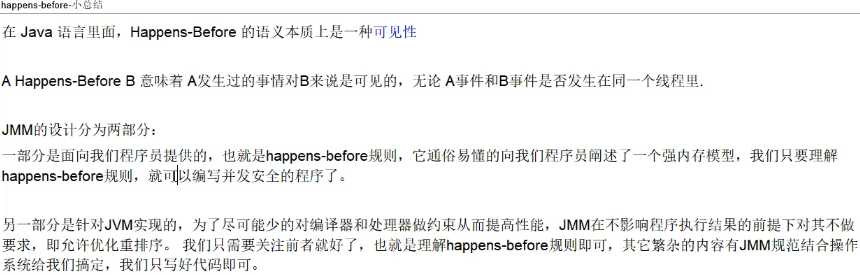 happens-before-小总结
在 Java 语言里面，Happens-Before 的语义本质上是一种可见性
A Happens-Before B 意味着 A发生过的事情对B来说是可见的，无论 A事件和B事件是否发生在同一个线程里.
JMM的设计分为两部分：
一部分是面向我们程序员提供的，也就是happens-before规则，它通俗易懂的向我们程序员阐述了一个强内存模型，我们只要理解
happens-before规则，就可以编写并发安全的程序了。
另一部分是针对JVM实现的，为了尽可能少的对编译器和处理器做约束从而提高性能，JMM在不影响程序执行结果的前提下对其不做
要求，即允许优化重排序。 我们只需要关注前者就好了，也就是理解happens-before规则即可，其它繁杂的内容有JMM规范结合操作
系统给我们搞定，我们只写好代码即可。